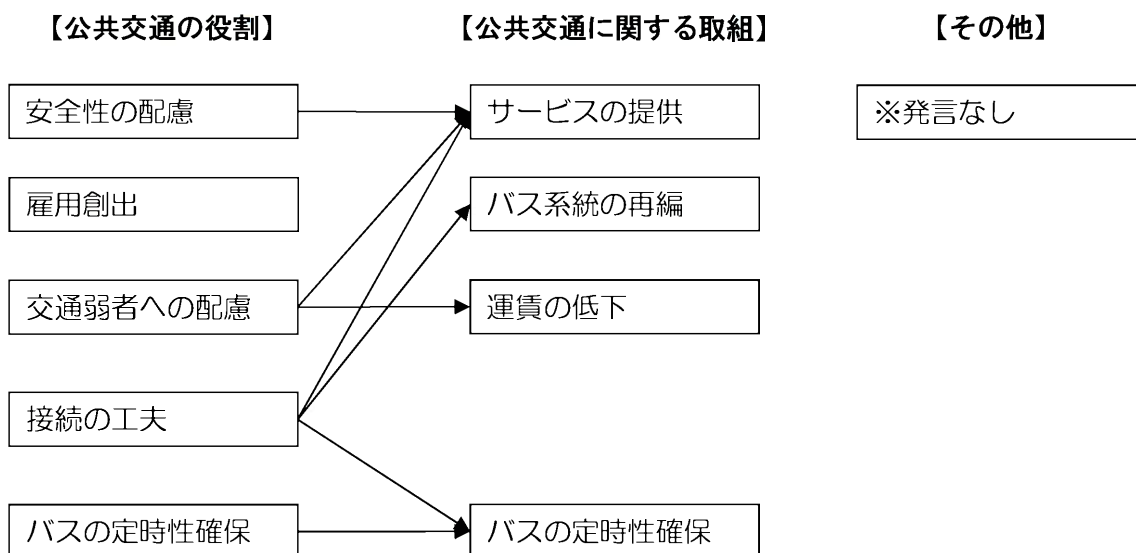 【公共交通の役割】
【公共交通に関する取組】
【その他】
安全性の配慮
サービスの提供
※発言なし
雇用創出
バス系統の再編
交通弱者への配慮
運賃の低下
接続の工夫
バスの定時性確保
バスの定時性確保